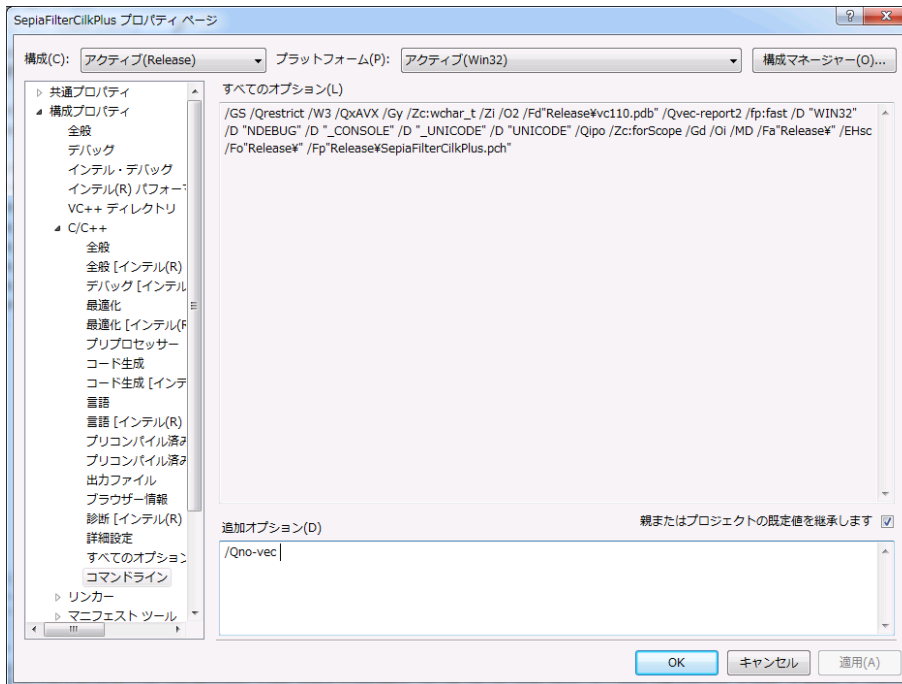 SepiaFilterCilkPlus プロパティ ページ
構成(C): アクティブ(Release) プラットフォーム(P): アクティブ(Win32) 構成マネージャー(O)...
共通プロパティ
構成プロパティ
全般
デバッグ
インテル・デバッグ
インテル(R) パフォーマ
VC++ ディレクトリ
C/C++
全般
全般 [インテル(R)
デバッグ [インテル
最適化
最適化 [インテル(R
プリプロセッサー
コード生成
コード生成 [インテ
言語
言語 [インテル(R)
プリコンパイル済み
プリコンパイル済み
出力ファイル
ブラウザー情報
診断 [インテル(R)
詳細設定
すべてのオプション
コマンドライン
リンカー
マニフェスト ツール
すべてのオプション(L)
/GS /Qrestrict /W3 /QxAVX /Gy /Zc:wchar_t /Zi /O2 /Fd"Release¥vc110.pdb" /Qvec-report2 /fp:fast /D "WIN32"
/D "NDEBUG" /D "_CONSOLE" /D "_UNICODE" /D "UNICODE" /Qipo /Zc:forScope /Gd /Oi /MD /Fa"Release¥" /EHsc
/Fo"Release¥" /Fp"Release¥SepiaFilterCilkPlus.pch"
追加オプション(D) 親またはプロジェクトの既定値を継承します
/Qno-vec
OK キャンセル 適用(A)